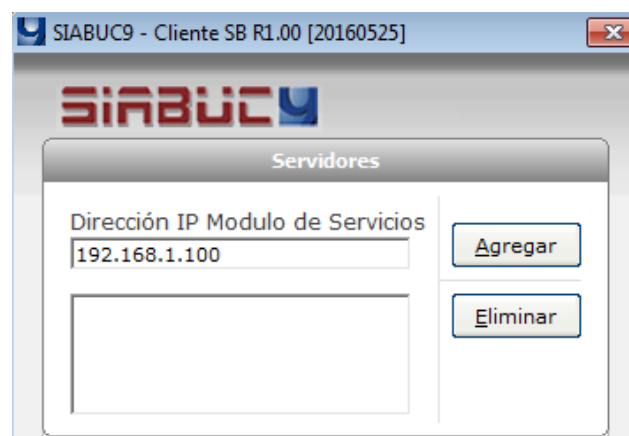 SIABUC9 - Cliente SB R1.00 [20160525]
SIABUC9
Servidores
Dirección IP Modulo de Servicios
192.168.1.100
Agregar
Eliminar